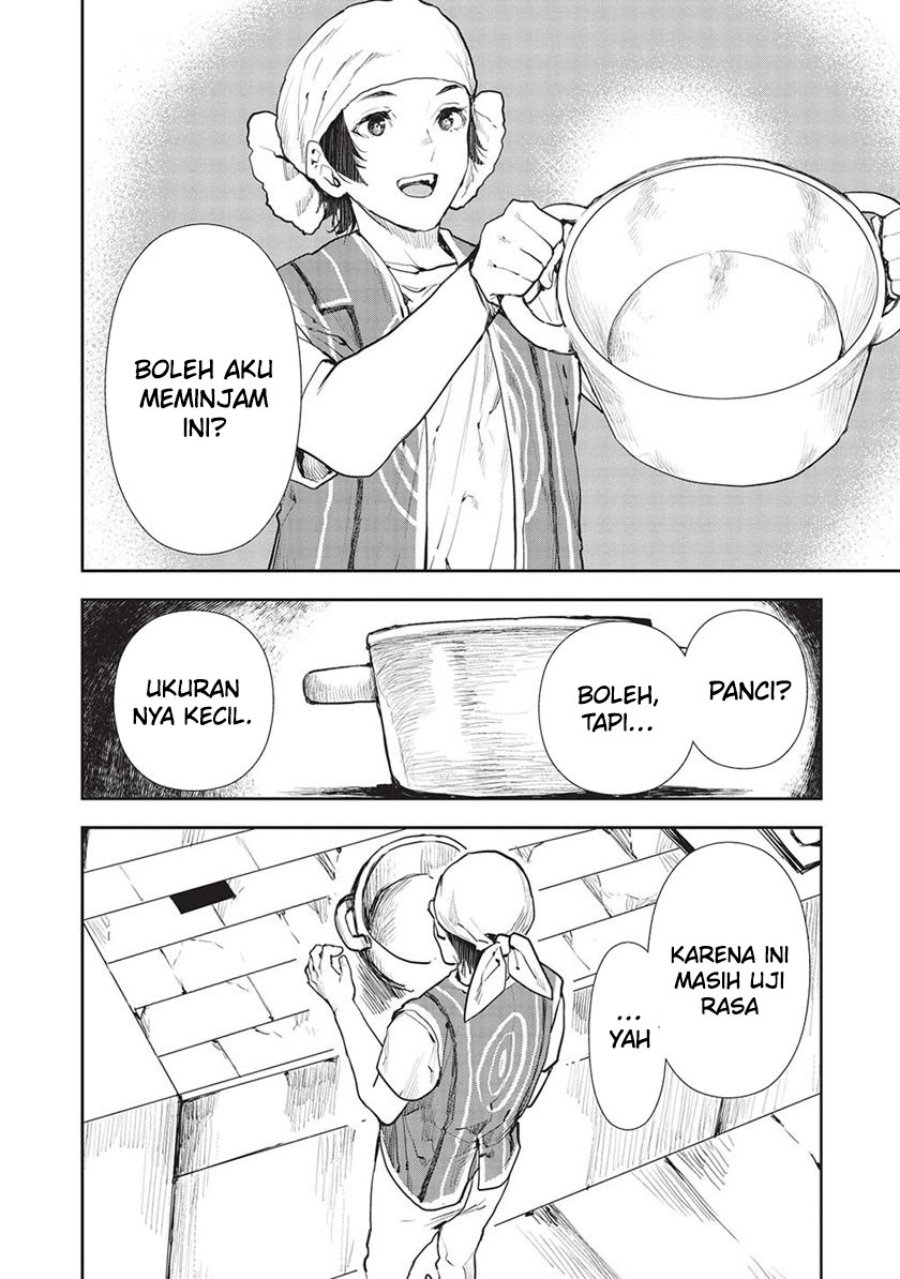 BOLEH AKU
MEMINJAM
INI?
PANCI?
BOLEH,
TAPI...
UKURAN
NYA KECIL.
KARENA INI
MASIH UJI
RASA
...
YAH